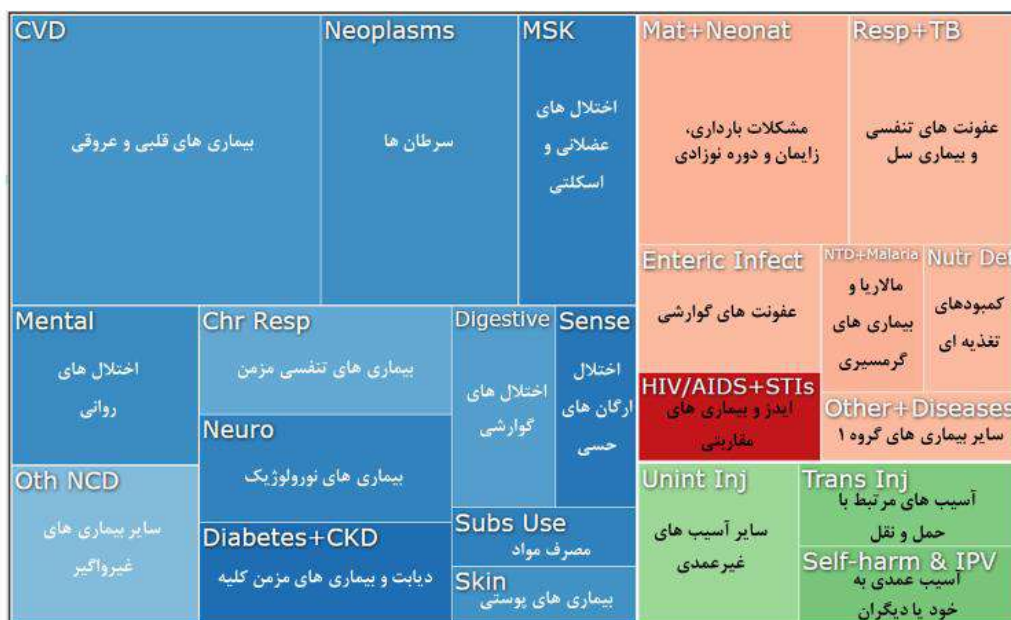 CVD
بیماری های قلبی و عروقی
Neoplasms
سرطان ها
MSK
اختلال های
عضلانی و
اسکلتی
Mat+Neonat
مشکلات بارداری،
زایمان و دوره نوزادی
Resp+TB
عفونت های تنفسی
و بیماری سل
Enteric Infect
عفونت های گوارشی
NTD+Malaria
مالاریا و
بیماری های
گرمسیری
Nutr Def
کمبودهای
تغذیه ای
HIV/AIDS+STIs
ایدز و بیماری های
مقاربتی
Other+Diseases
سایر بیماری های گروه ۱
Mental
اختلال های
روانی
Chr Resp
بیماری های تنفسی مزمن
Digestive
اختلال های
گوارشی
Sense
اختلال
ارگان های
حسی
Neuro
بیماری های نورولوژیک
Oth NCD
سایر بیماری های
غیرواگیر
Diabetes+CKD
دیابت و بیماری های مزمن کلیه
Subs Use
مصرف مواد
Skin
بیماری های پوستی
Unint Inj
سایر آسیب های
غیرعمدی
Trans Inj
آسیب های مرتبط با
حمل و نقل
Self-harm & IPV
آسیب عمدی به
خود یا دیگران